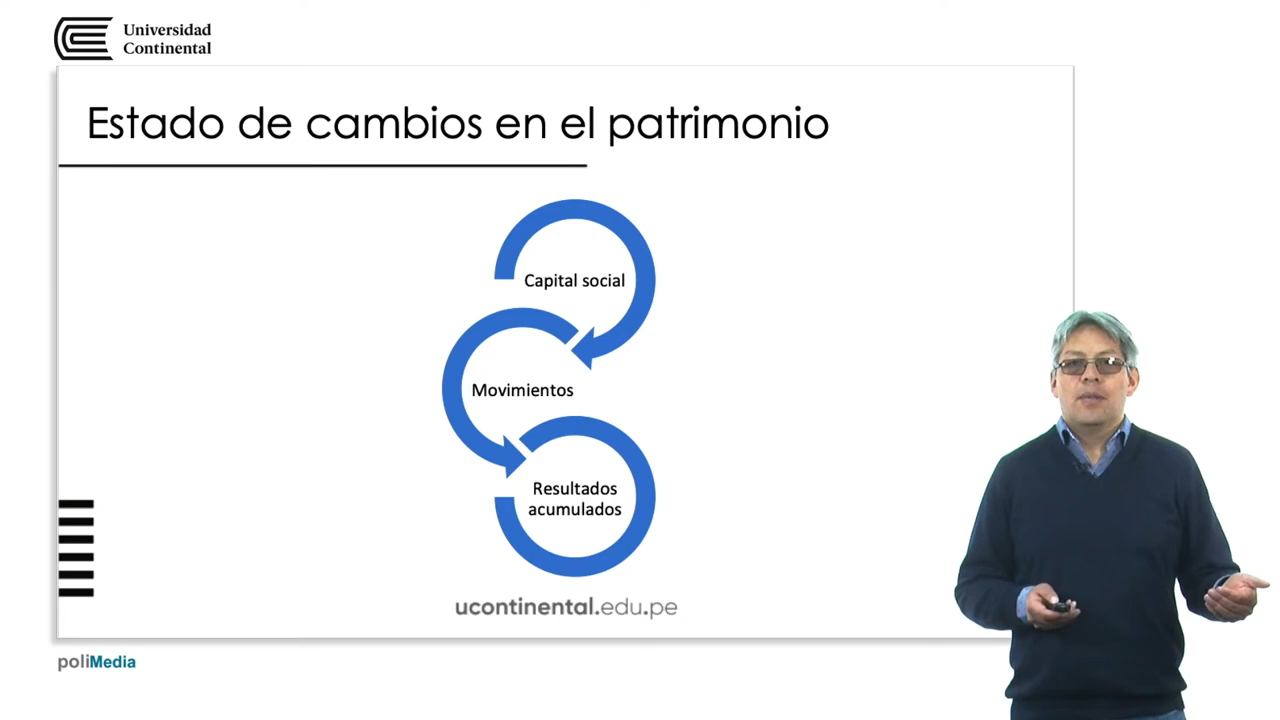 Universidad
Continental
Estado de cambios en el patrimonio
Capital social
Movimientos
Resultados
acumulados
ucontinental.edu.pe
poliMedia